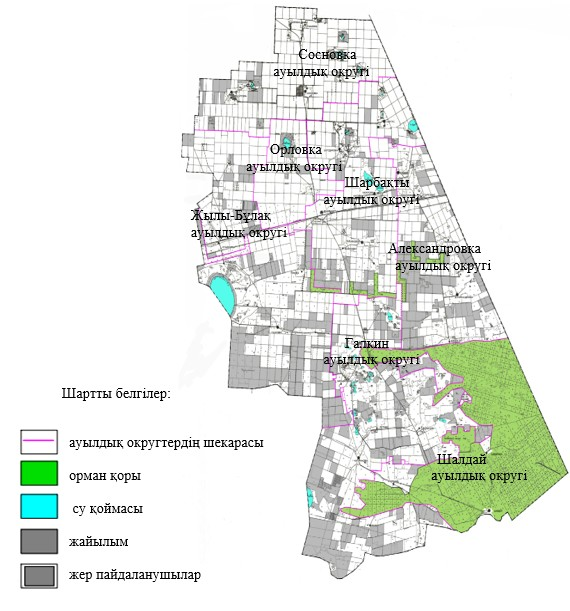 Сосновка
ауылдық округі
Орловка
ауылдық округі
Шарбақты
ауылдық округі
Жылы-Бұлақ
ауылдық округі
Александровка
ауылдық округі
Галкин
ауылдық округі
Шалдай
ауылдық округі
Шартты белгілер:
ауылдық округтердің шекарасы
орман қоры
су қоймасы
жайылым
жер пайдаланушылар